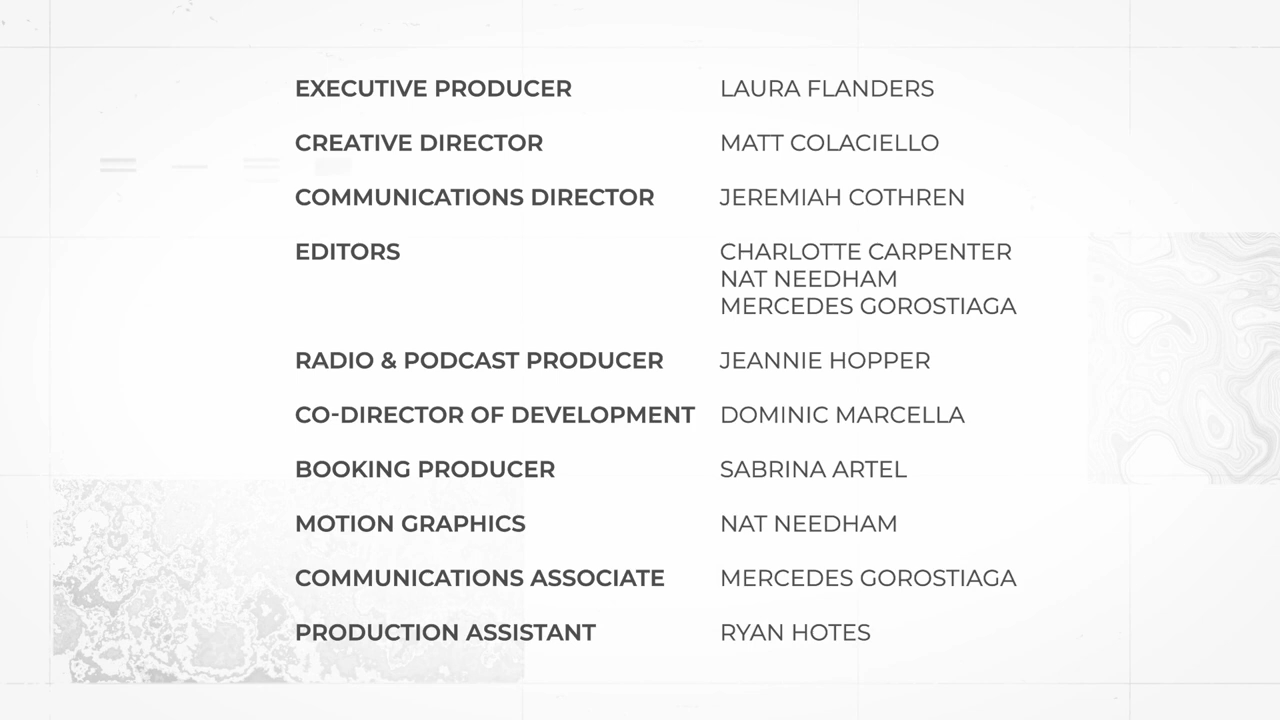 EXECUTIVE PRODUCER LAURA FLANDERS
CREATIVE DIRECTOR MATT COLACIELLO
COMMUNICATIONS DIRECTOR JEREMIAH COTHREN
EDITORS CHARLOTTE CARPENTER
NAT NEEDHAM
MERCEDES GOROSTIAGA
RADIO & PODCAST PRODUCER JEANNIE HOPPER
CO-DIRECTOR OF DEVELOPMENT DOMINIC MARCELLA
BOOKING PRODUCER SABRINA ARTEL
MOTION GRAPHICS NAT NEEDHAM
COMMUNICATIONS ASSOCIATE MERCEDES GOROSTIAGA
PRODUCTION ASSISTANT RYAN HOTES